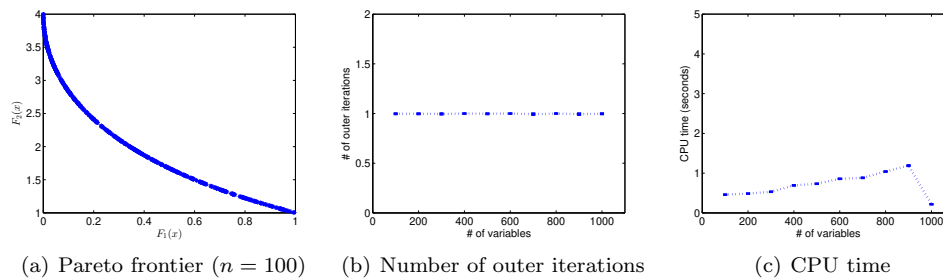 4
3.5
3
2.5
2
1.5
1
0 0.2 0.4 0.6 0.8 1
F₂(x)
F₁(x)
(a) Pareto frontier (n = 100)
2
1.5
1
0.5
0
0 200 400 600 800 1000
# of outer iterations
# of variables
(b) Number of outer iterations
5
4
3
2
1
0
0 200 400 600 800 1000
CPU time (seconds)
# of variables
(c) CPU time